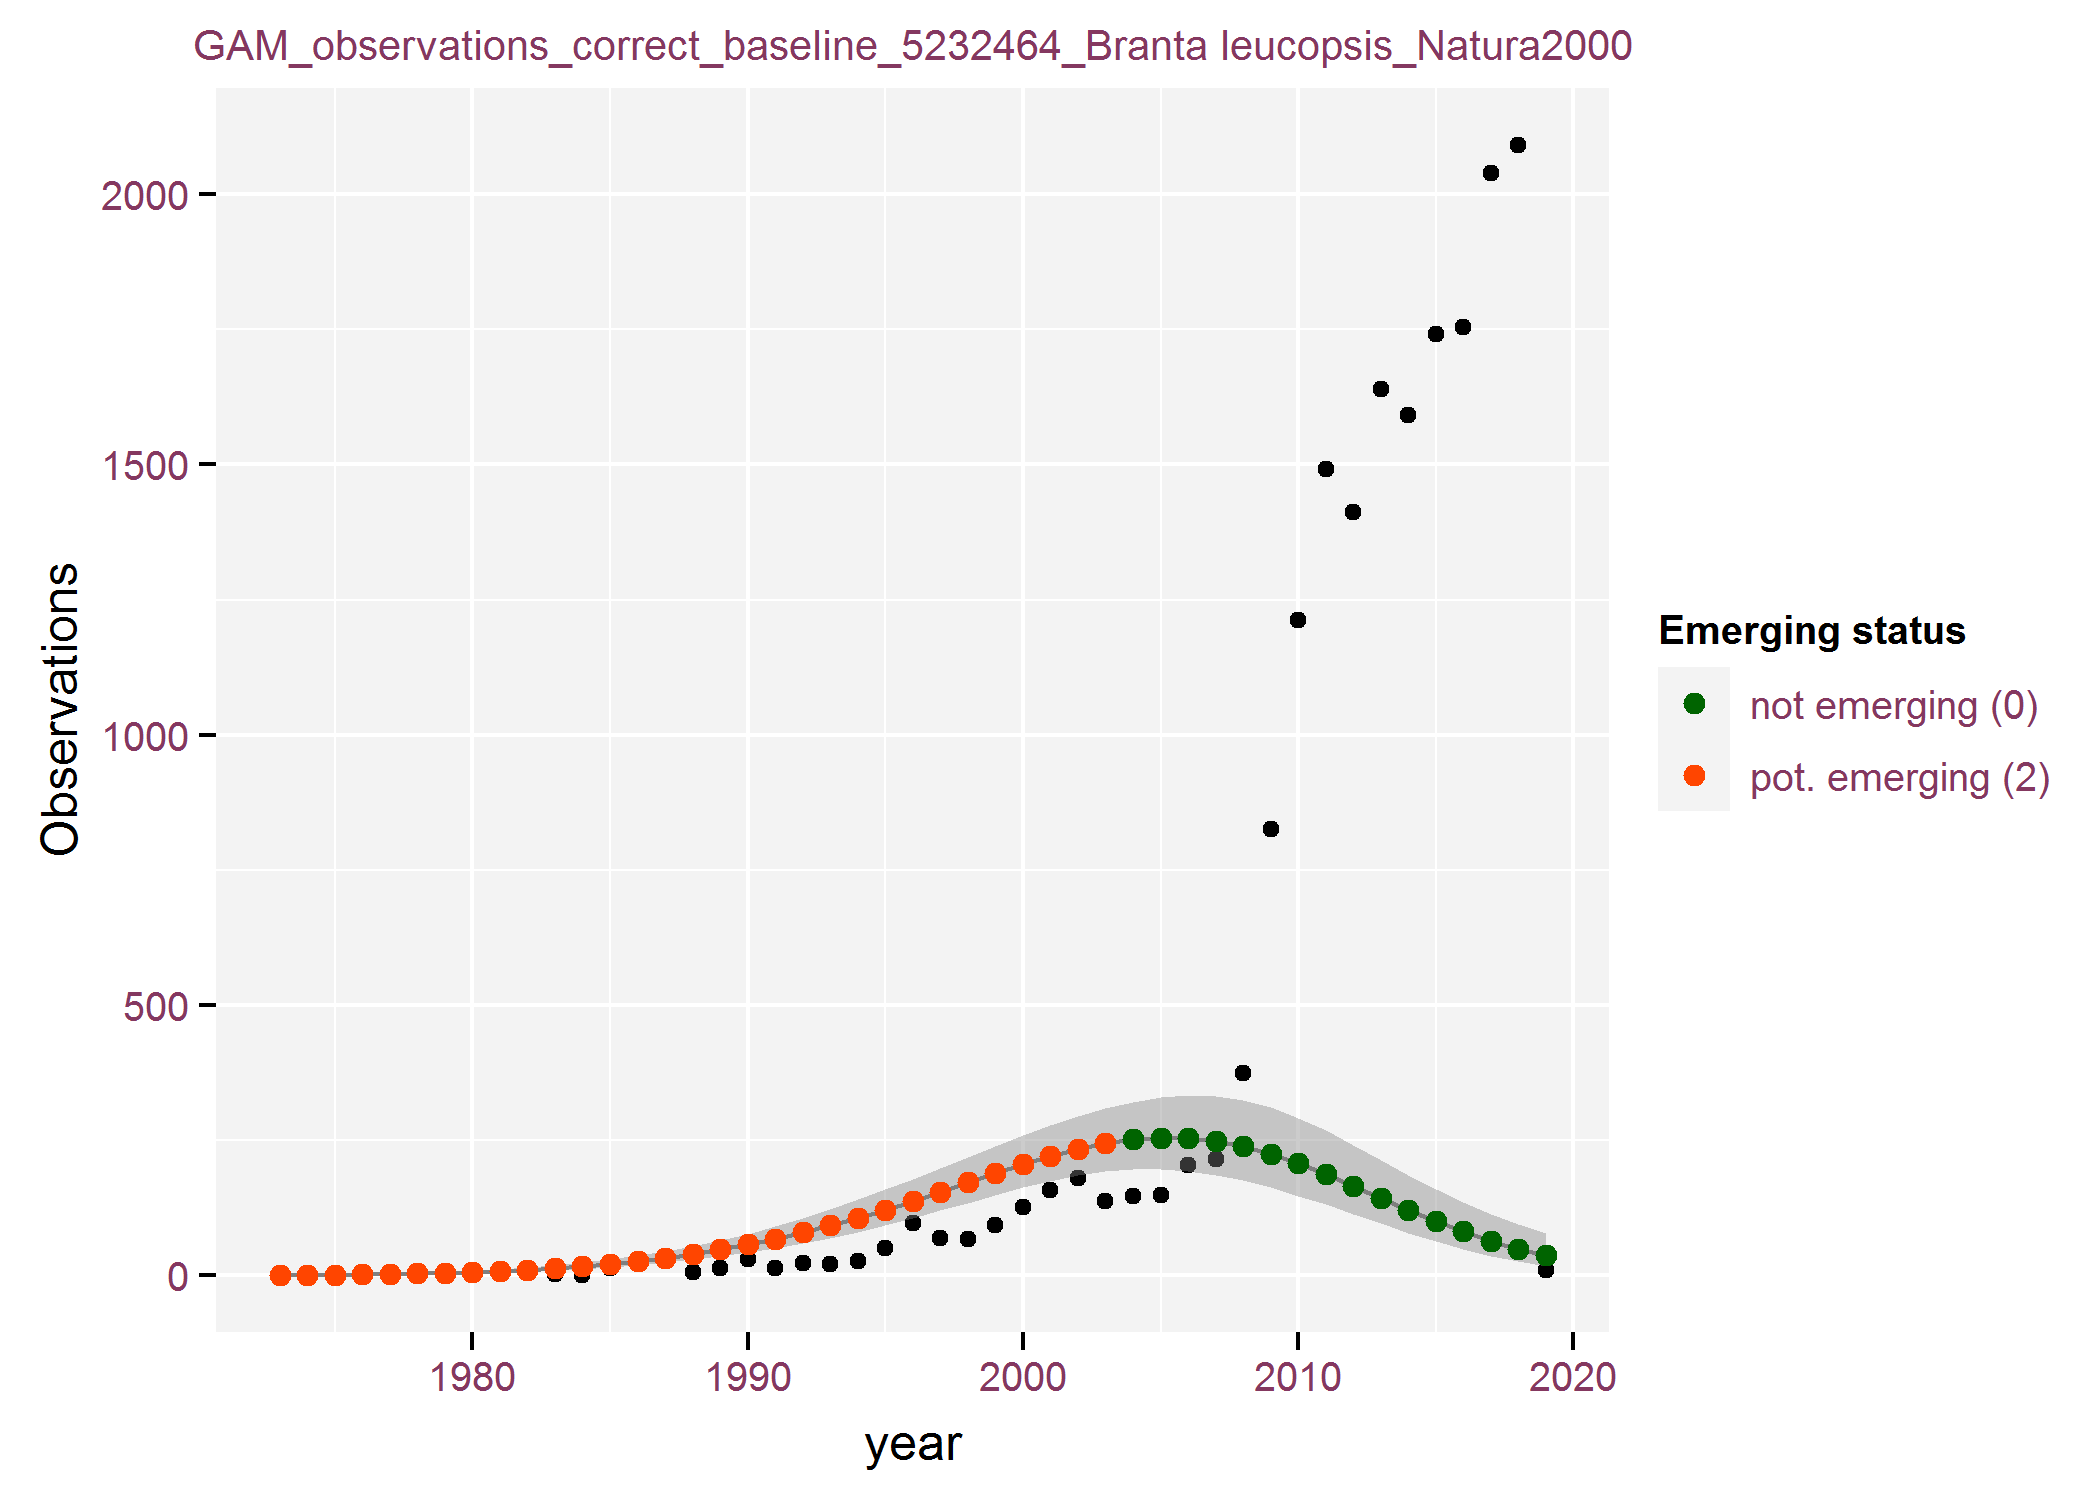 GAM_observations_correct_baseline_5232464_Branta leucopsis_Natura2000
2000
1500
1000
500
0
Observations
1980 1990 2000 2010 2020
year
Emerging status
not emerging (0)
pot. emerging (2)